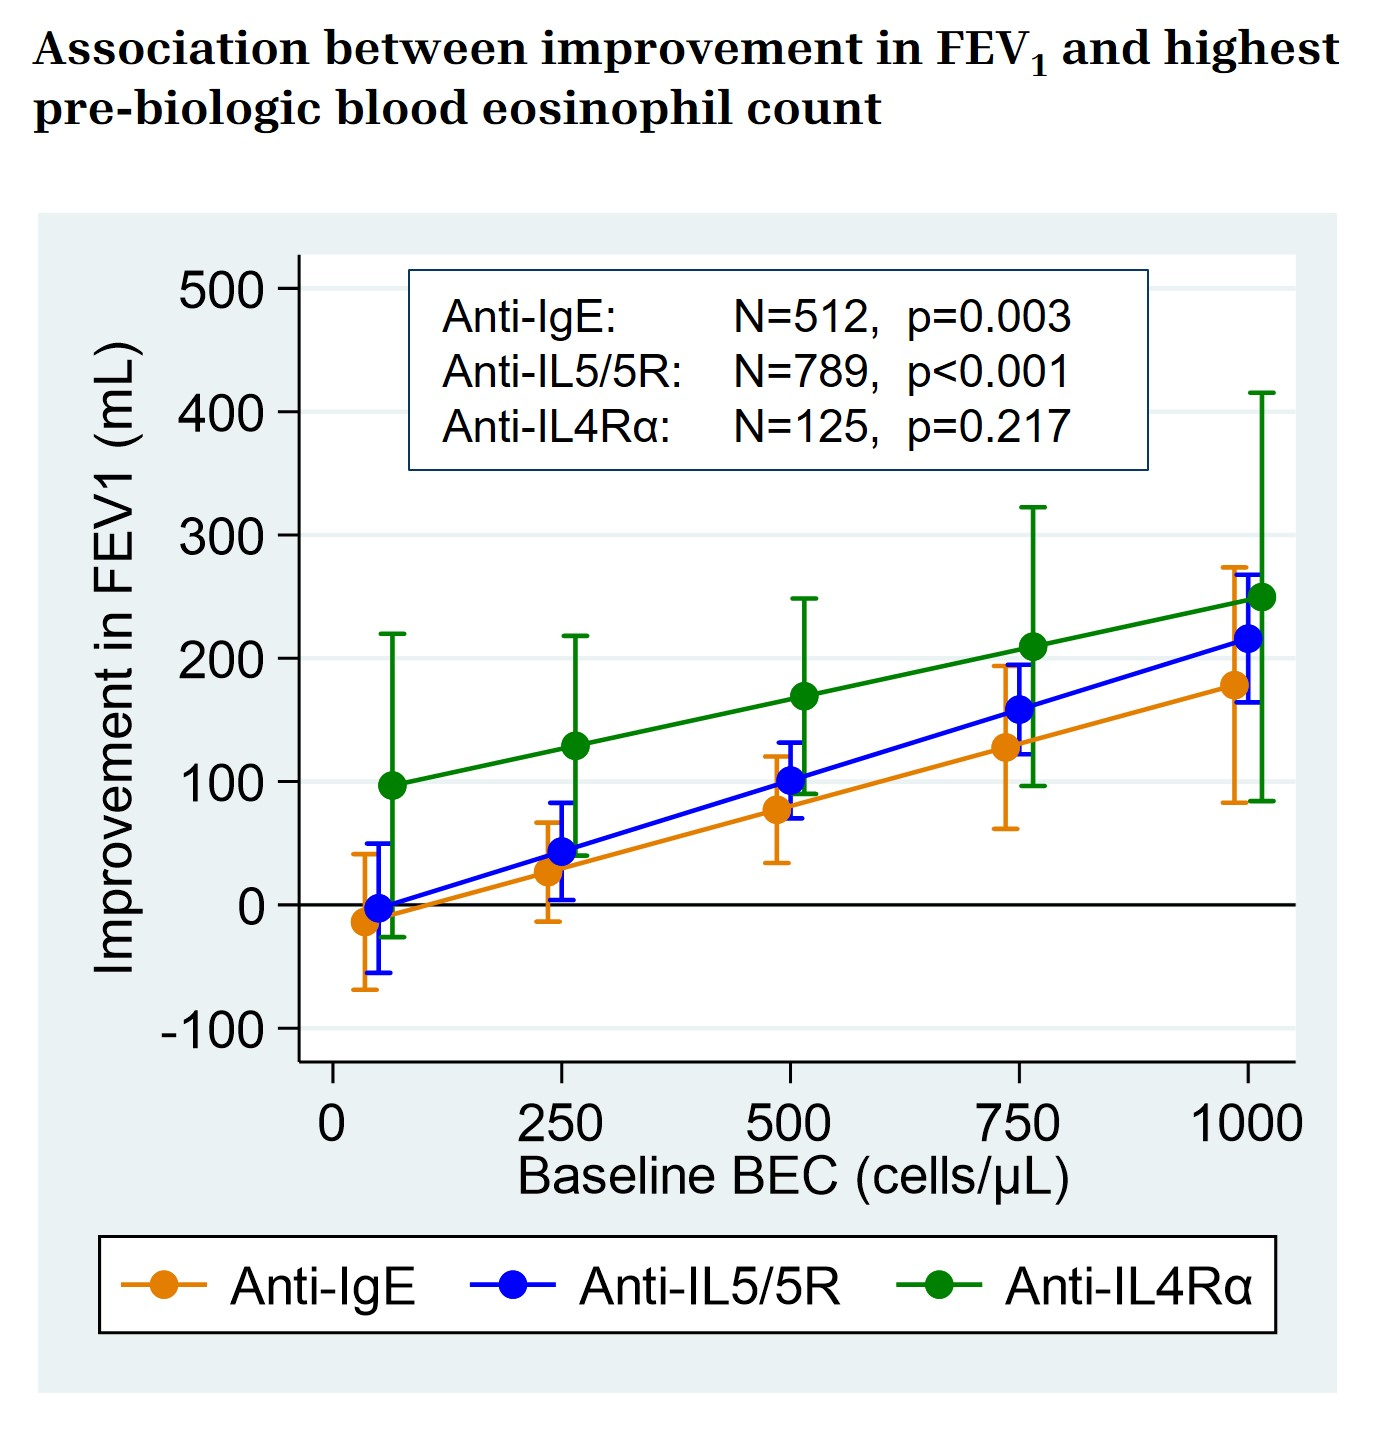 Association between improvement in FEV₁ and highest
pre-biologic blood eosinophil count
Anti-IgE: N=512, p=0.003
Anti-IL5/5R: N=789, p<0.001
Anti-IL4Rα: N=125, p=0.217
Improvement in FEV1 (mL)
500
400
300
200
100
0
-100
0 250 500 750 1000
Baseline BEC (cells/µL)
Anti-IgE Anti-IL5/5R Anti-IL4Rα